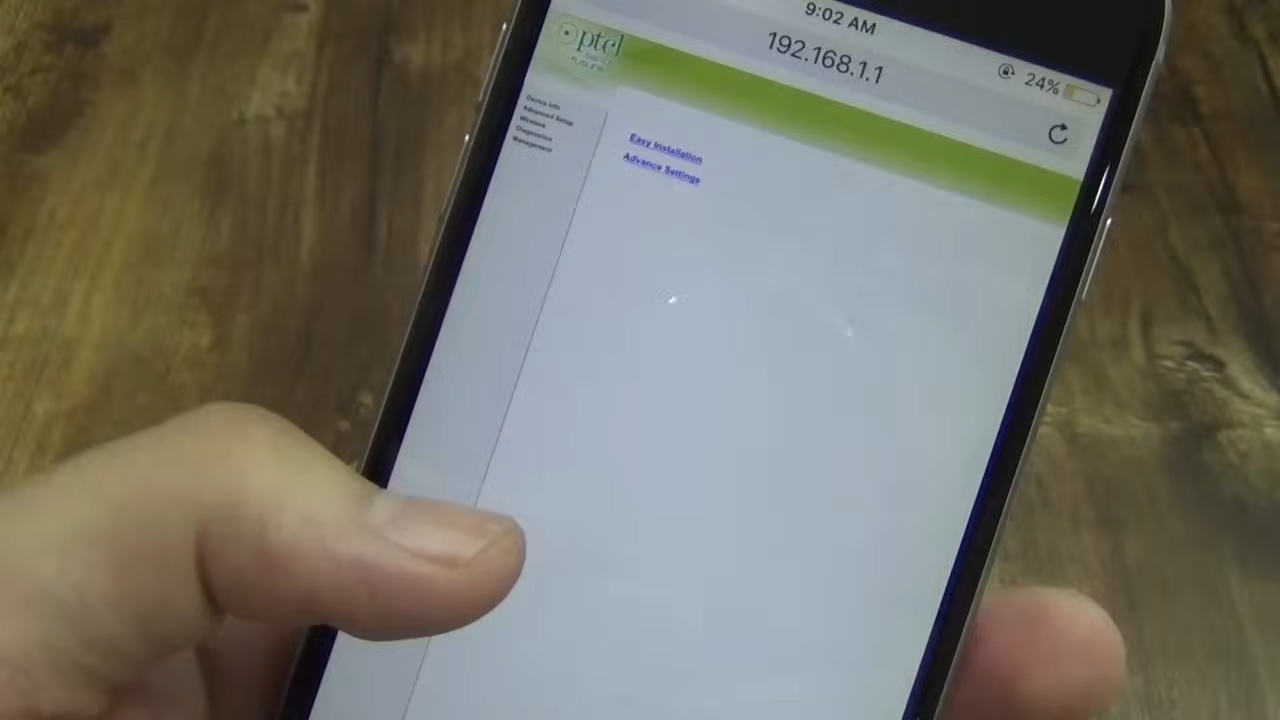 9:02 AM
192.168.1.1
24%
ptcl
Device Info
Advanced Setup
Wireless
Diagnostics
Management
Easy Installation
Advance Settings